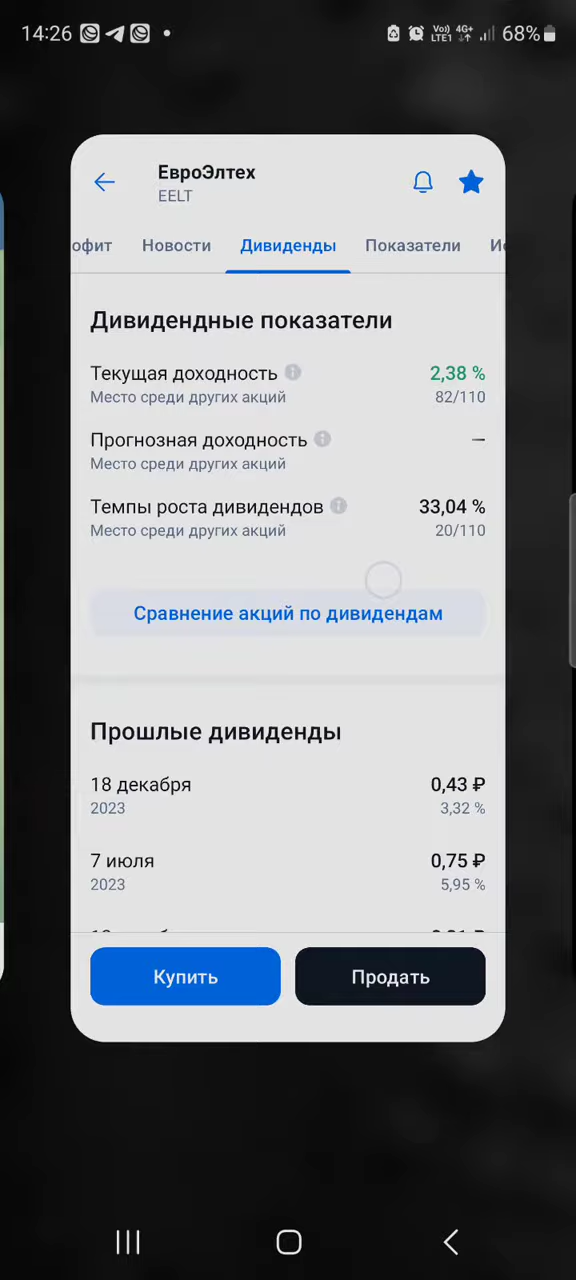 14:26
Vo)) 4G+ 68%
LTE1
ЕвроЭлтех
EELT
офит Новости Дивиденды Показатели
Дивидендные показатели
Текущая доходность 2,38 %
Место среди других акций 82/110
Прогнозная доходность —
Место среди других акций
Темпы роста дивидендов 33,04 %
Место среди других акций 20/110
Сравнение акций по дивидендам
Прошлые дивиденды
18 декабря 0,43 ₽
2023 3,32 %
7 июля 0,75 ₽
2023 5,95 %
Купить Продать